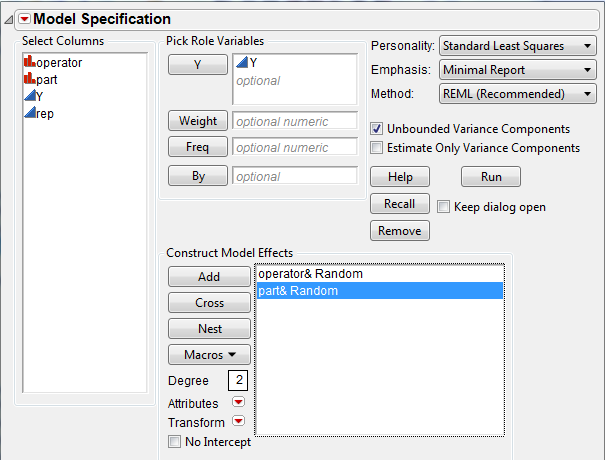 Model Specification
Select Columns
operator
part
Y
rep
Pick Role Variables
Y
Y
optional
Weight
optional numeric
Freq
optional numeric
By
optional
Personality:
Standard Least Squares
Emphasis:
Minimal Report
Method:
REML (Recommended)
Unbounded Variance Components
Estimate Only Variance Components
Help
Run
Recall
Keep dialog open
Remove
Construct Model Effects
Add
Cross
Nest
Macros
Degree
2
Attributes
Transform
No Intercept
operator& Random
part& Random